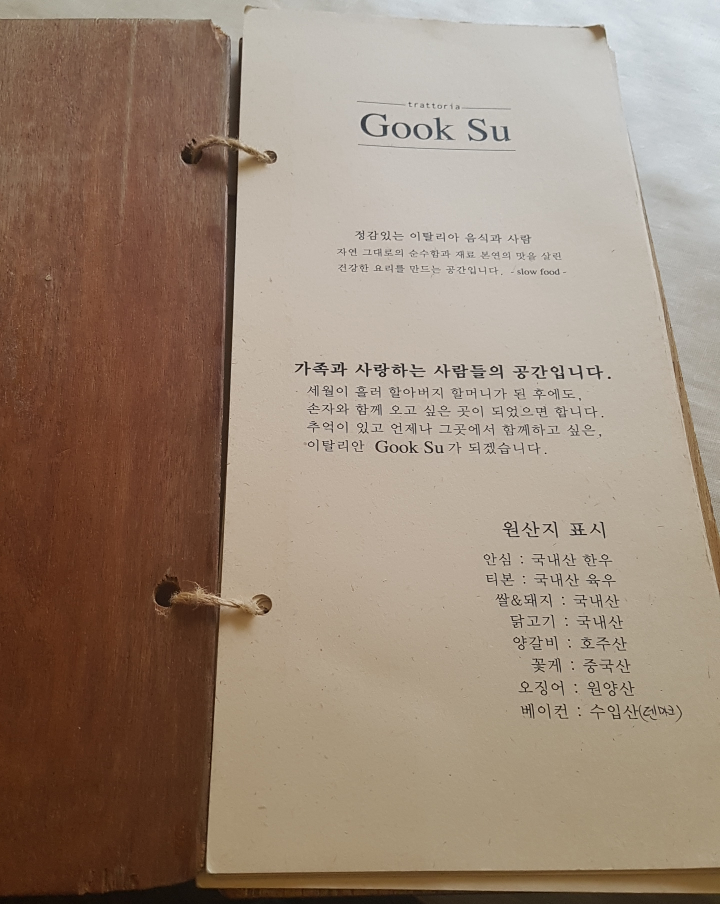 trattoria
Gook Su
정감있는 이탈리아 음식과 사람
자연 그대로의 순수함과 재료 본연의 맛을 살린
건강한 요리를 만드는 공간입니다. - slow food -
가족과 사랑하는 사람들의 공간입니다.
세월이 흘러 할아버지 할머니가 된 후에도,
손자와 함께 오고 싶은 곳이 되었으면 합니다.
추억이 있고 언제나 그곳에서 함께하고 싶은,
이탈리안 Gook Su가 되겠습니다.
원산지 표시
안심 : 국내산 한우
티본 : 국내산 육우
쌀&돼지 : 국내산
닭고기 : 국내산
양갈비 : 호주산
꽃게 : 중국산
오징어 : 원양산
베이컨 : 수입산(덴마크)